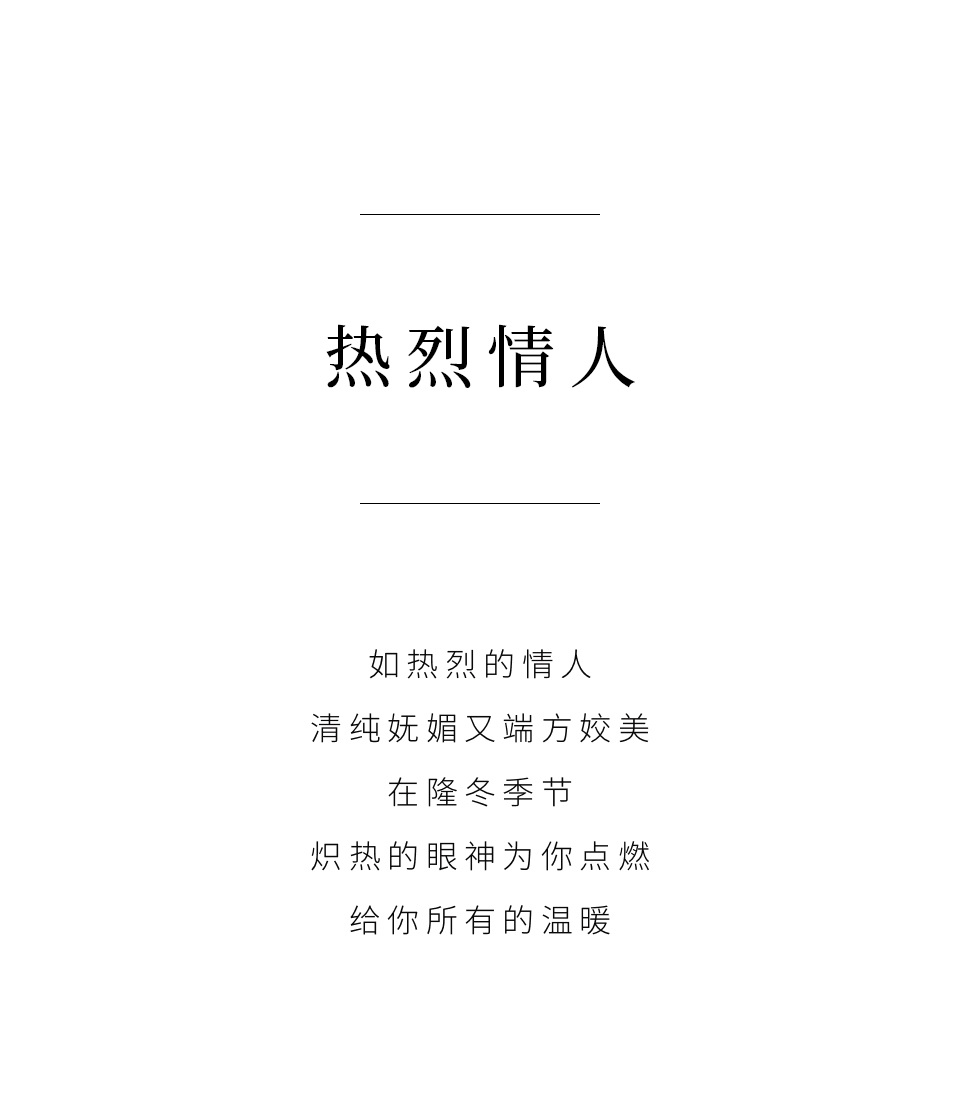 热烈情人
如热烈的情人
清纯妩媚又端方姣美
在隆冬季节
炽热的眼神为你点燃
给你所有的温暖